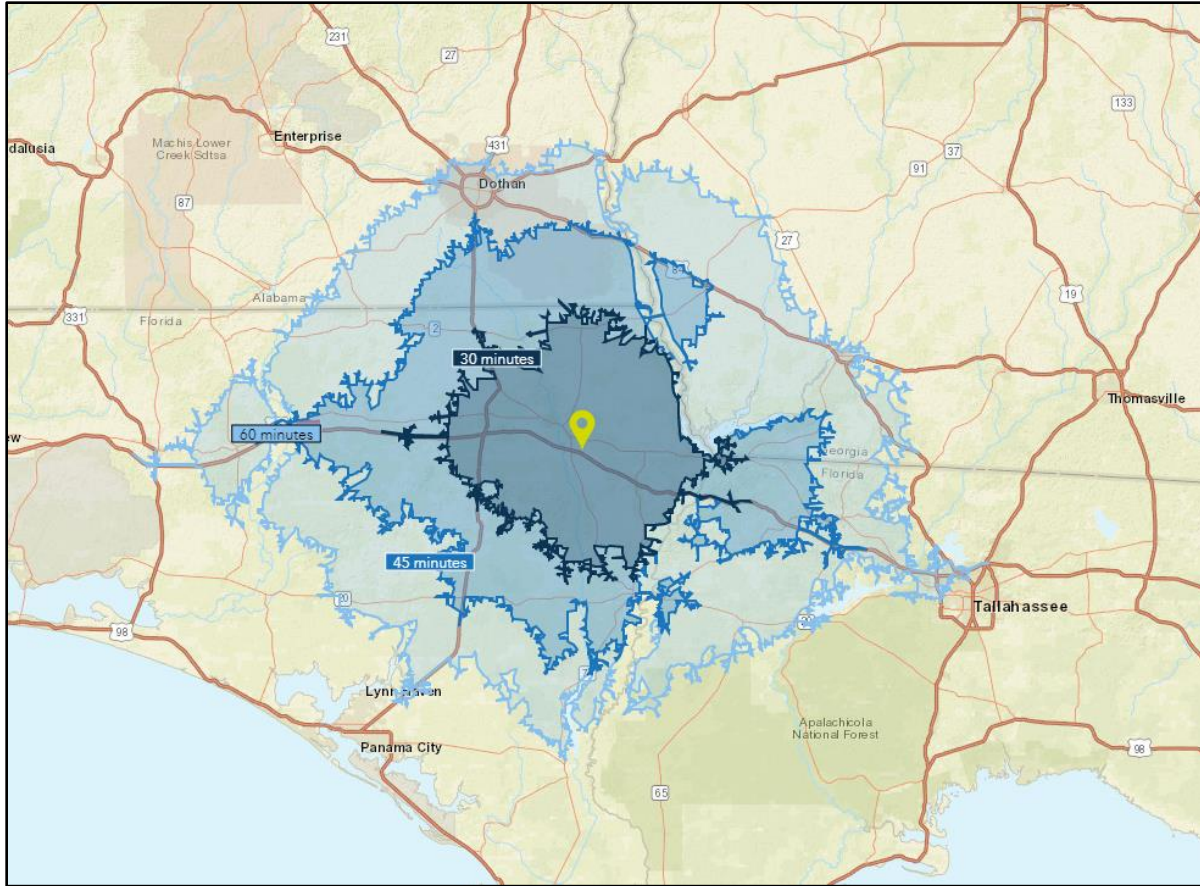 231
27
133
Enterprise
431
dalusia
Machis Lower
Creek Sdtsa
37
91
Dothan
87
27
84
Alabama
19
331
Florida
2
30 minutes
Thomasville
60 minutes
ew
Georgia
Florida
45 minutes
20
Tallahassee
20
98
Lynn Haven
Apalachicola
National Forest
Panama City
98
65